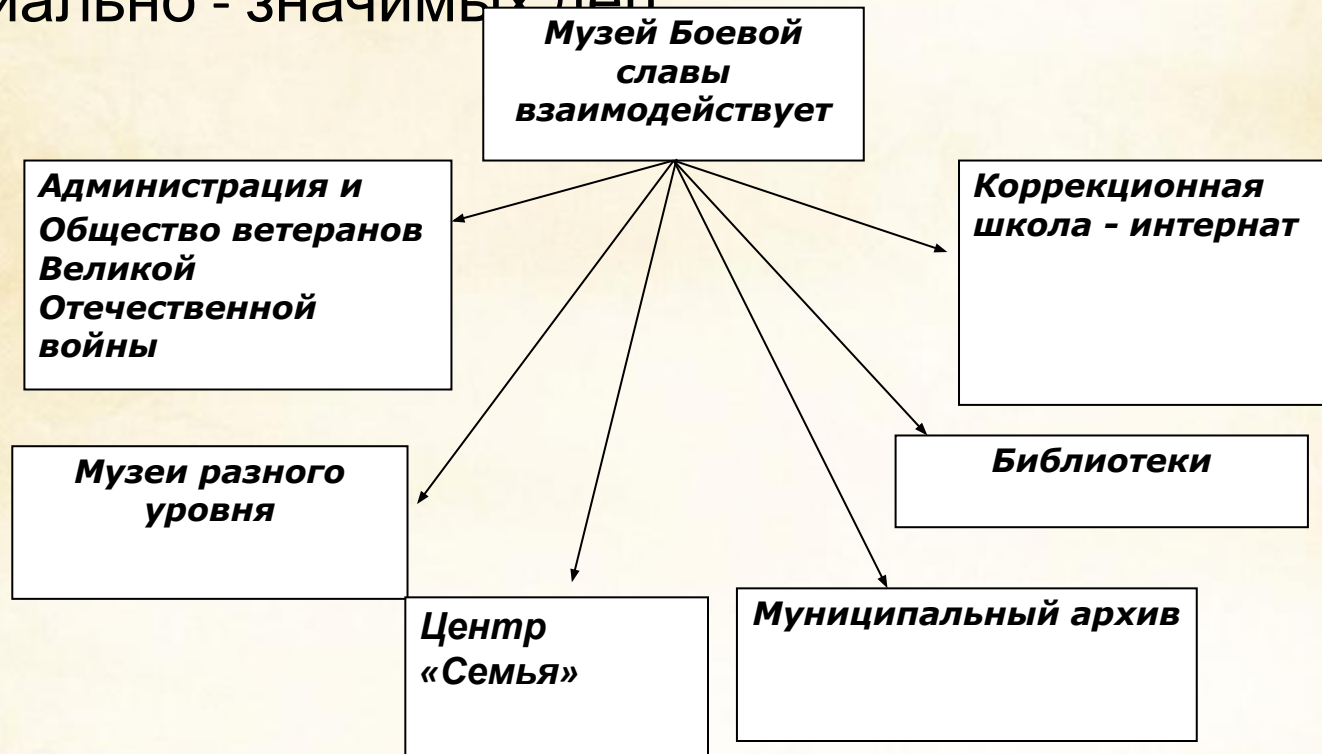 - значимых
Музей Боевой
славы
взаимодействует
Администрация и
Общество ветеранов
Великой
Отечественной
войны
Коррекционная
школа - интернат
Музеи разного
уровня
Библиотеки
Центр
«Семья»
Муниципальный архив